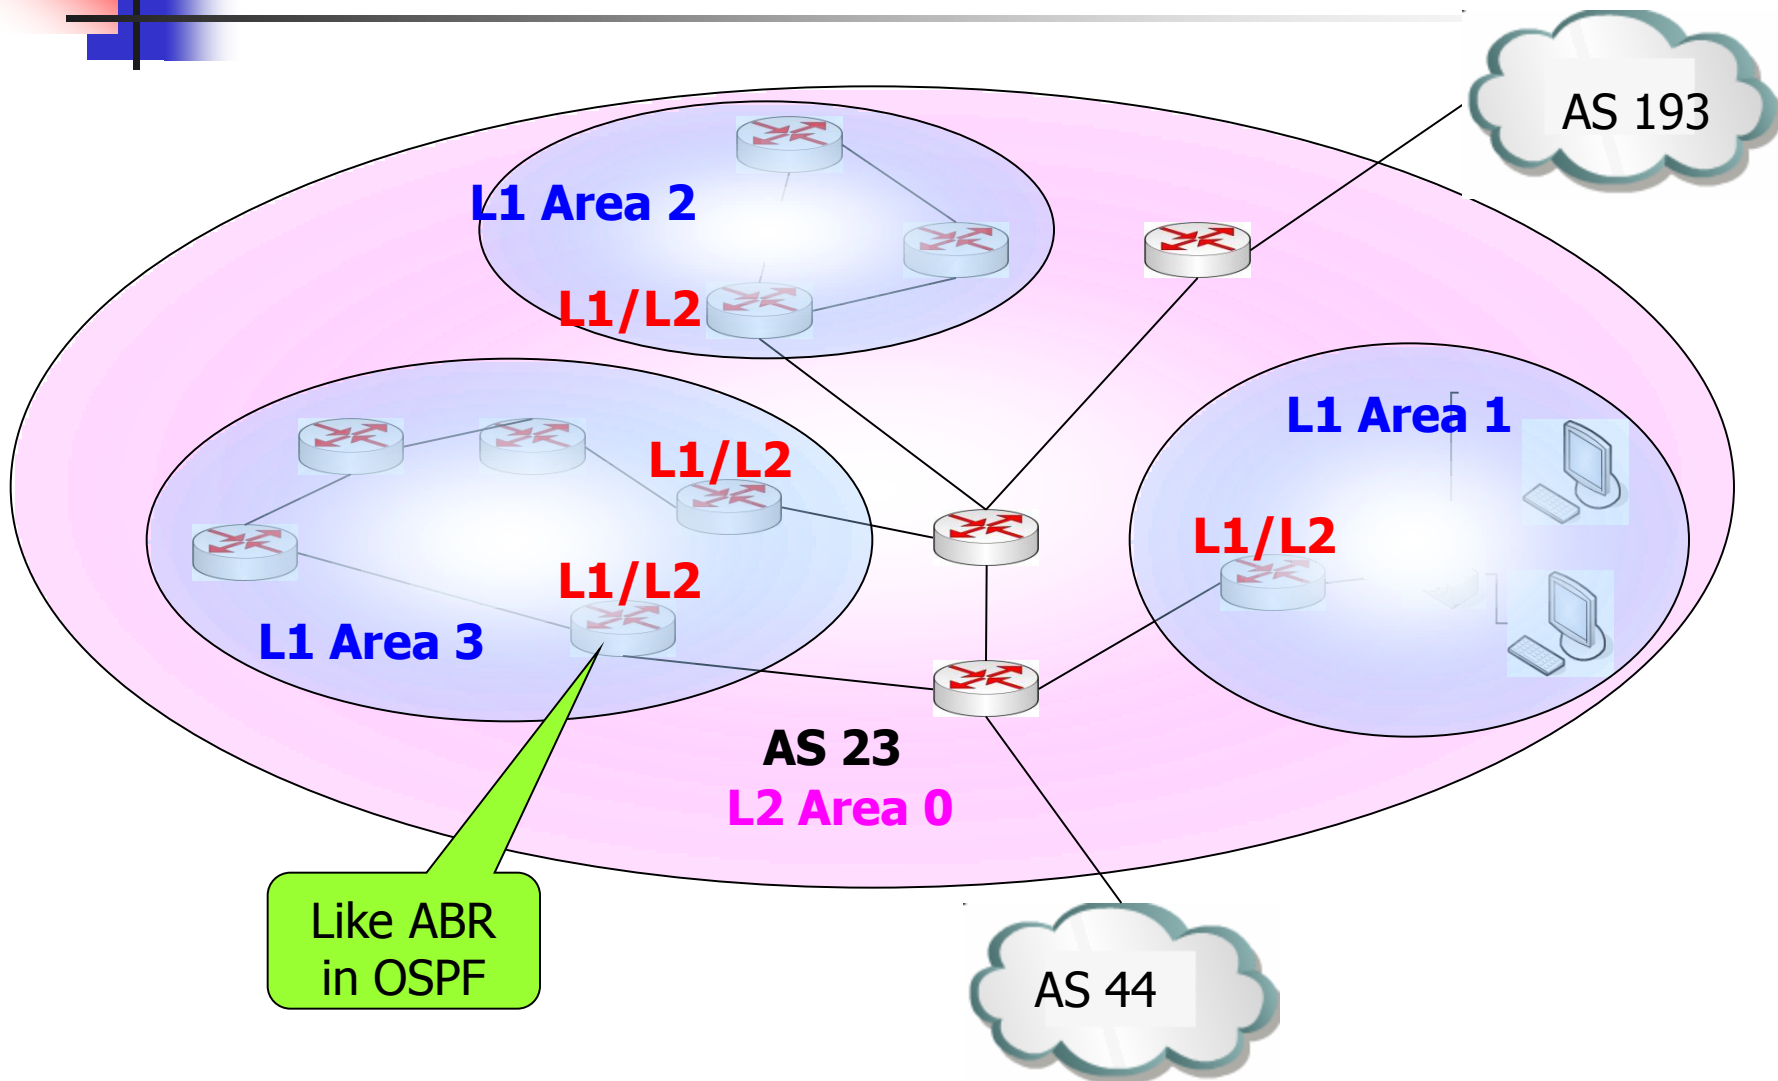 AS 193
L1 Area 2
L1/L2
L1 Area 1
L1/L2
L1/L2
L1/L2
L1 Area 3
AS 23
L2 Area 0
Like ABR
in OSPF
AS 44